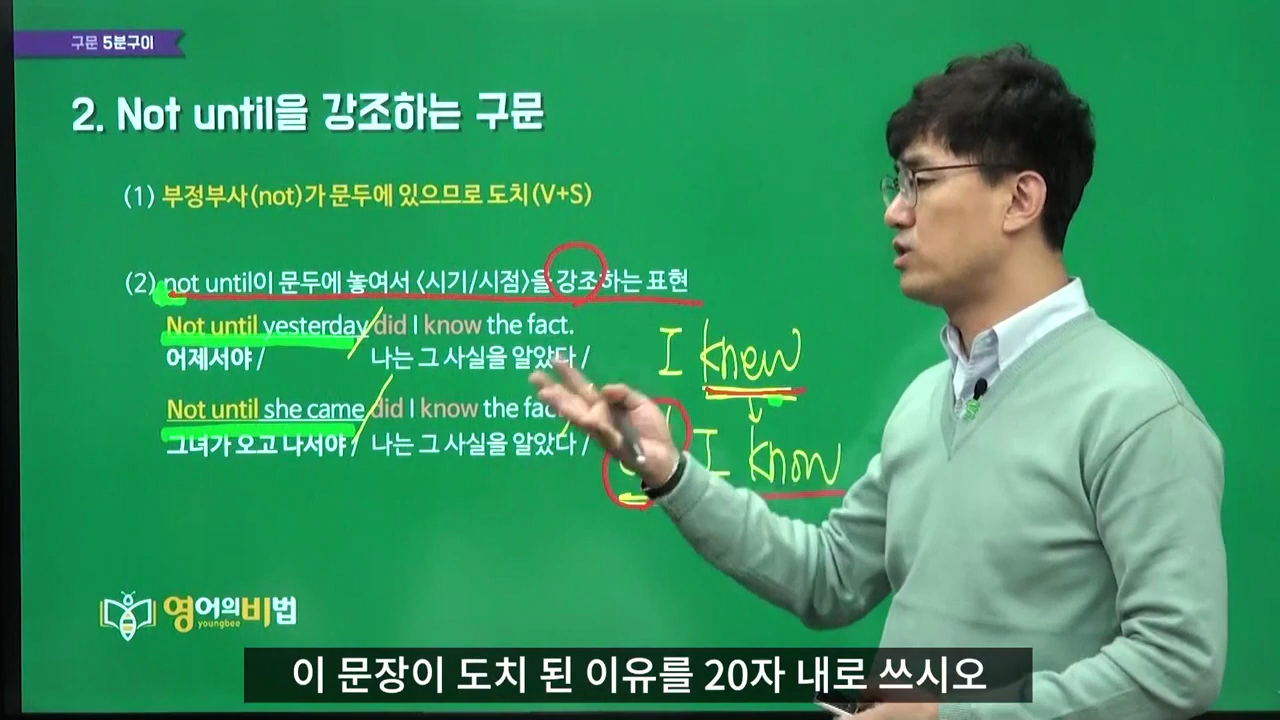 구문 5분구이
2. Not until을 강조하는 구문
(1) 부정부사(not)가 문두에 있으므로 도치(V+S)
(2) not until이 문두에 놓여서 <시기/시점>을 강조하는 표현
Not until yesterday did I know the fact.
어제서야 / 나는 그 사실을 알았다 /
I knew
Not until she came did I know the fact
그녀가 오고 나서야 / 나는 그 사실을 알았다 /
I know
영어의비법
youngbee
이 문장이 도치 된 이유를 20자 내로 쓰시오